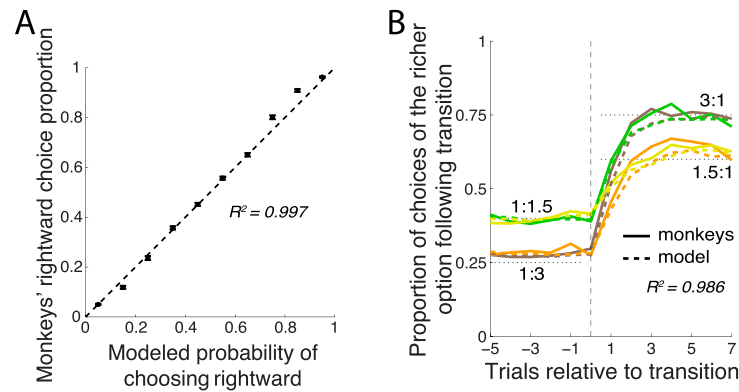 A
Monkeys' rightward choice proportion
1
0.8
0.6
0.4
0.2
0
R² = 0.997
0
0.2
0.4
0.6
0.8
1
Modeled probability of
choosing rightward
B
Proportion of choices of the richer
option following transition
1
0.75
0.5
0.25
0
3:1
1.5:1
1:1.5
1:3
monkeys
model
R² = 0.986
−5
−3
−1
1
3
5
7
Trials relative to transition